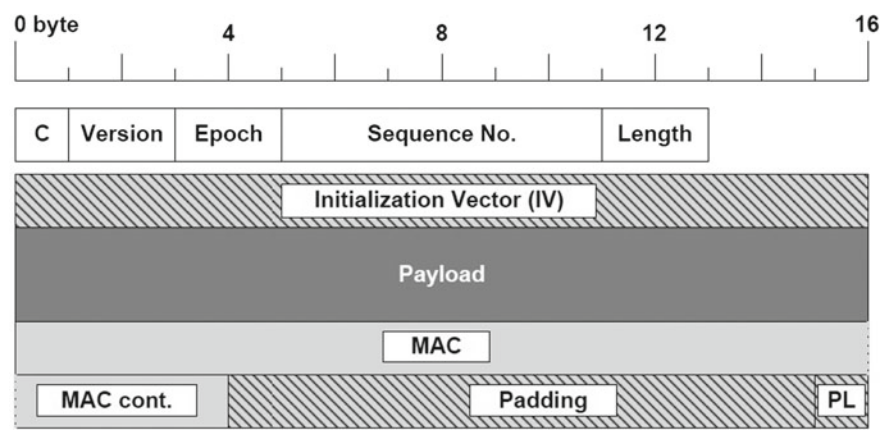 0 byte 4 8 12 16
C Version Epoch Sequence No. Length
Initialization Vector (IV)
Payload
MAC
MAC cont. Padding PL